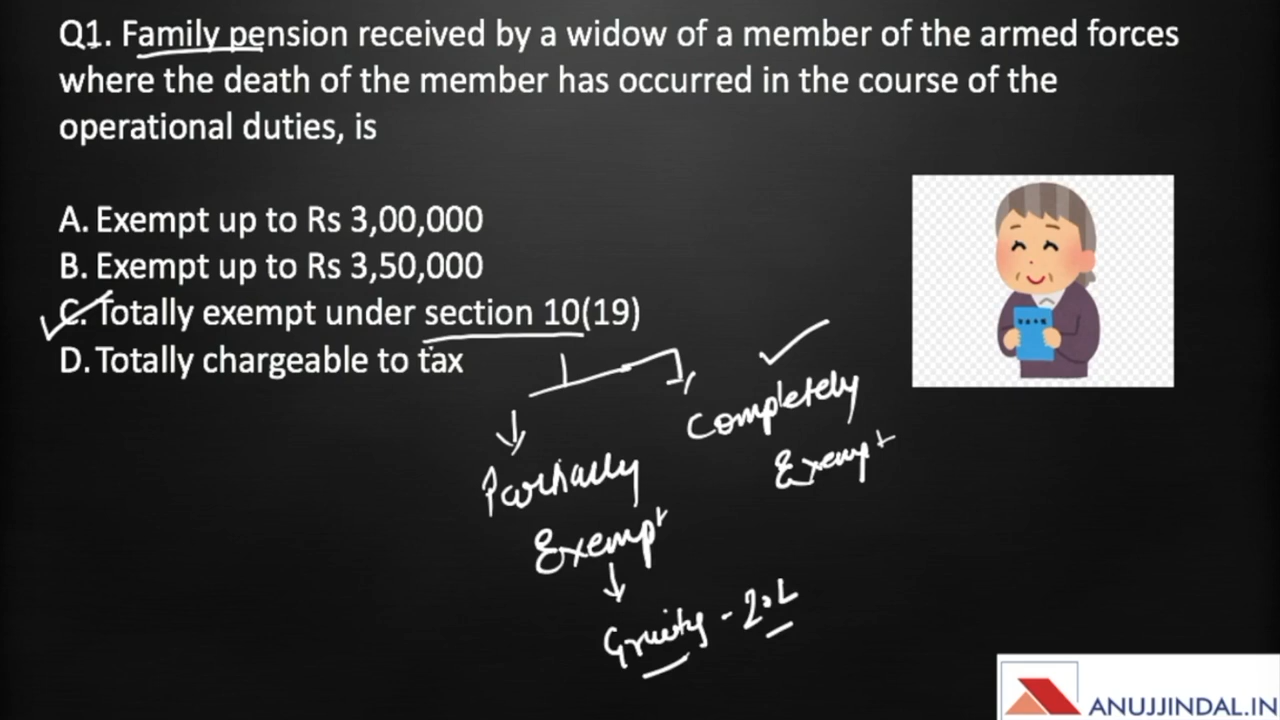 Q1. Family pension received by a widow of a member of the armed forces
where the death of the member has occurred in the course of the
operational duties, is
A. Exempt up to Rs 3,00,000
B. Exempt up to Rs 3,50,000
C. Totally exempt under section 10(19)
D. Totally chargeable to tax
Completely
Exempt
Partially
Exempt
20L
ANUJJINDAL.IN